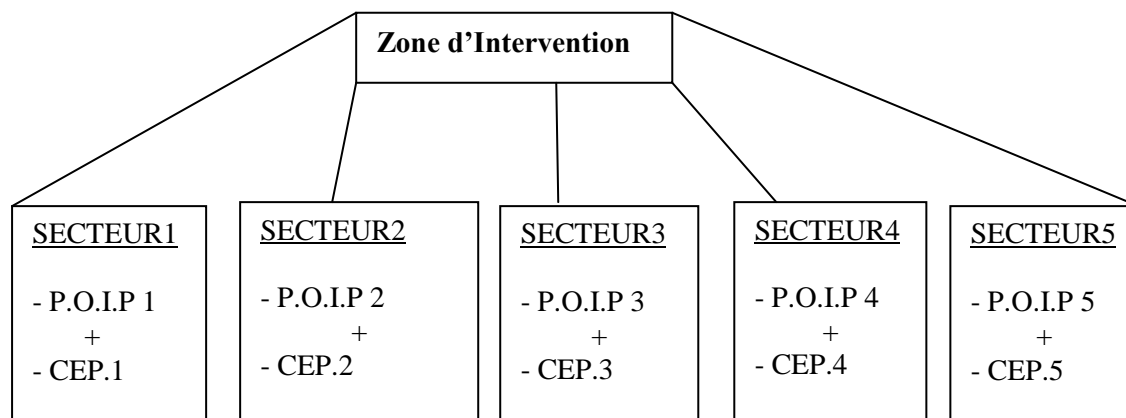 Zone d’Intervention
SECTEUR1
- P.O.I.P 1
+
- CEP.1
SECTEUR2
- P.O.I.P 2
+
- CEP.2
SECTEUR3
- P.O.I.P 3
+
- CEP.3
SECTEUR4
- P.O.I.P 4
+
- CEP.4
SECTEUR5
- P.O.I.P 5
+
- CEP.5